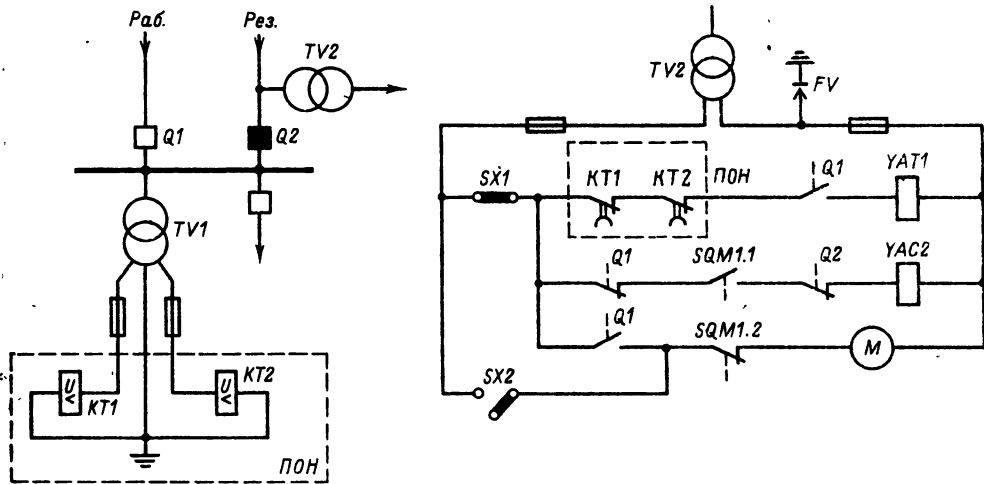 Раб.
Рез.
TV2
Q1
Q2
TV1
U<
KT1
U<
KT2
ПОН
TV2
FV
SX1
KT1
KT2
ПОН
Q1
YAT1
Q1
SQM1.1
Q2
YAC2
Q1
SQM1.2
M
SX2